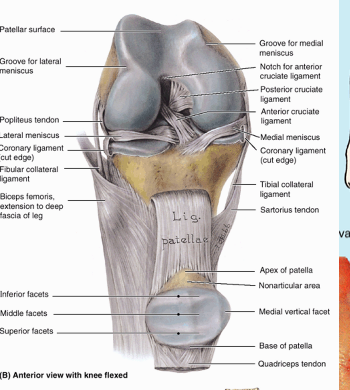 Patellar surface
Groove for lateral
meniscus
Popliteus tendon
Lateral meniscus
Coronary ligament
(cut edge)
Fibular collateral
ligament
Biceps femoris,
extension to deep
fascia of leg
Inferior facets
Middle facets
Superior facets
Groove for medial
meniscus
Notch for anterior
cruciate ligament
Posterior cruciate
ligament
Anterior cruciate
ligament
Medial meniscus
Coronary ligament
(cut edge)
Tibial collateral
ligament
Sartorius tendon
Apex of patella
Nonarticular area
Medial vertical facet
Base of patella
Quadriceps tendon
Lig.
patellae
(B) Anterior view with knee flexed
va